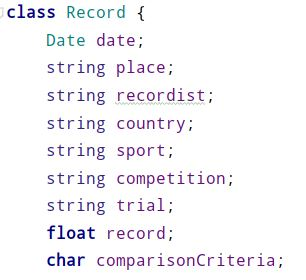 class Record {
Date date;
string place;
string recordist;
string country;
string sport;
string competition;
string trial;
float record;
char comparisonCriteria;